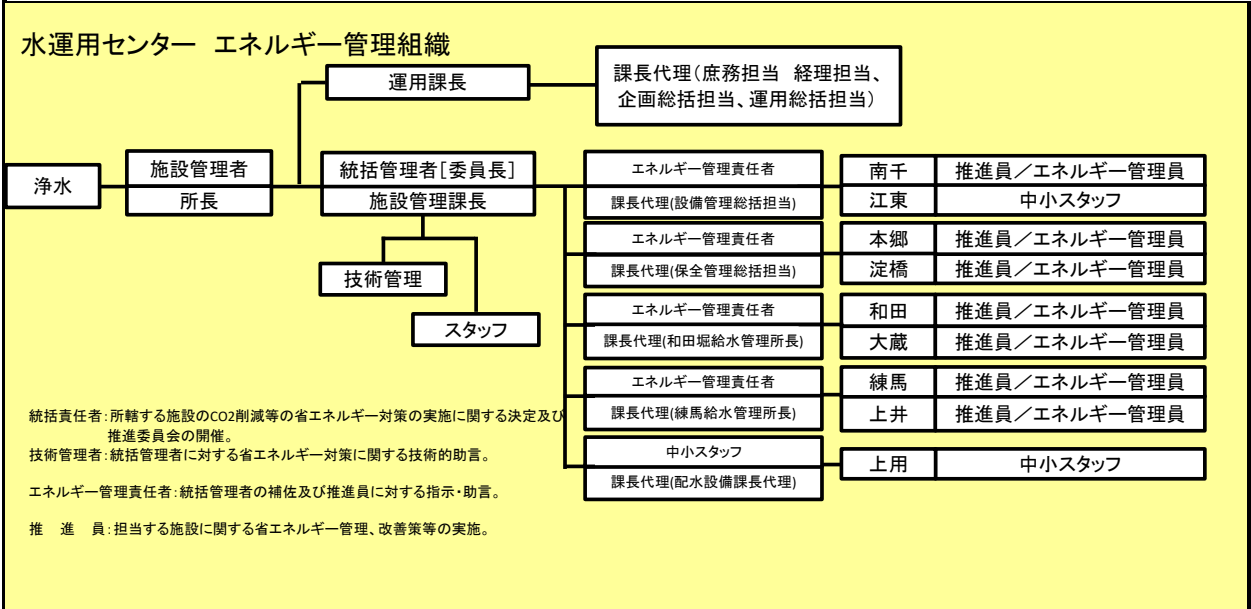 水運用センター エネルギー管理組織
運用課長
課長代理(庶務担当 経理担当、
企画総括担当、運用総括担当)
浄水
施設管理者
所長
統括管理者[委員長]
施設管理課長
技術管理
スタッフ
エネルギー管理責任者
課長代理(設備管理総括担当)
南千 推進員/エネルギー管理員
江東 中小スタッフ
エネルギー管理責任者
課長代理(保全管理総括担当)
本郷 推進員/エネルギー管理員
淀橋 推進員/エネルギー管理員
エネルギー管理責任者
課長代理(和田堀給水管理所長)
和田 推進員/エネルギー管理員
大蔵 推進員/エネルギー管理員
エネルギー管理責任者
課長代理(練馬給水管理所長)
練馬 推進員/エネルギー管理員
上井 推進員/エネルギー管理員
中小スタッフ
課長代理(配水設備課長代理)
上用 中小スタッフ
統括責任者:所轄する施設のCO2削減等の省エネルギー対策の実施に関する決定及び
推進委員会の開催。
技術管理者:統括管理者に対する省エネルギー対策に関する技術的助言。
エネルギー管理責任者:統括管理者の補佐及び推進員に対する指示・助言。
推 進 員:担当する施設に関する省エネルギー管理、改善策等の実施。